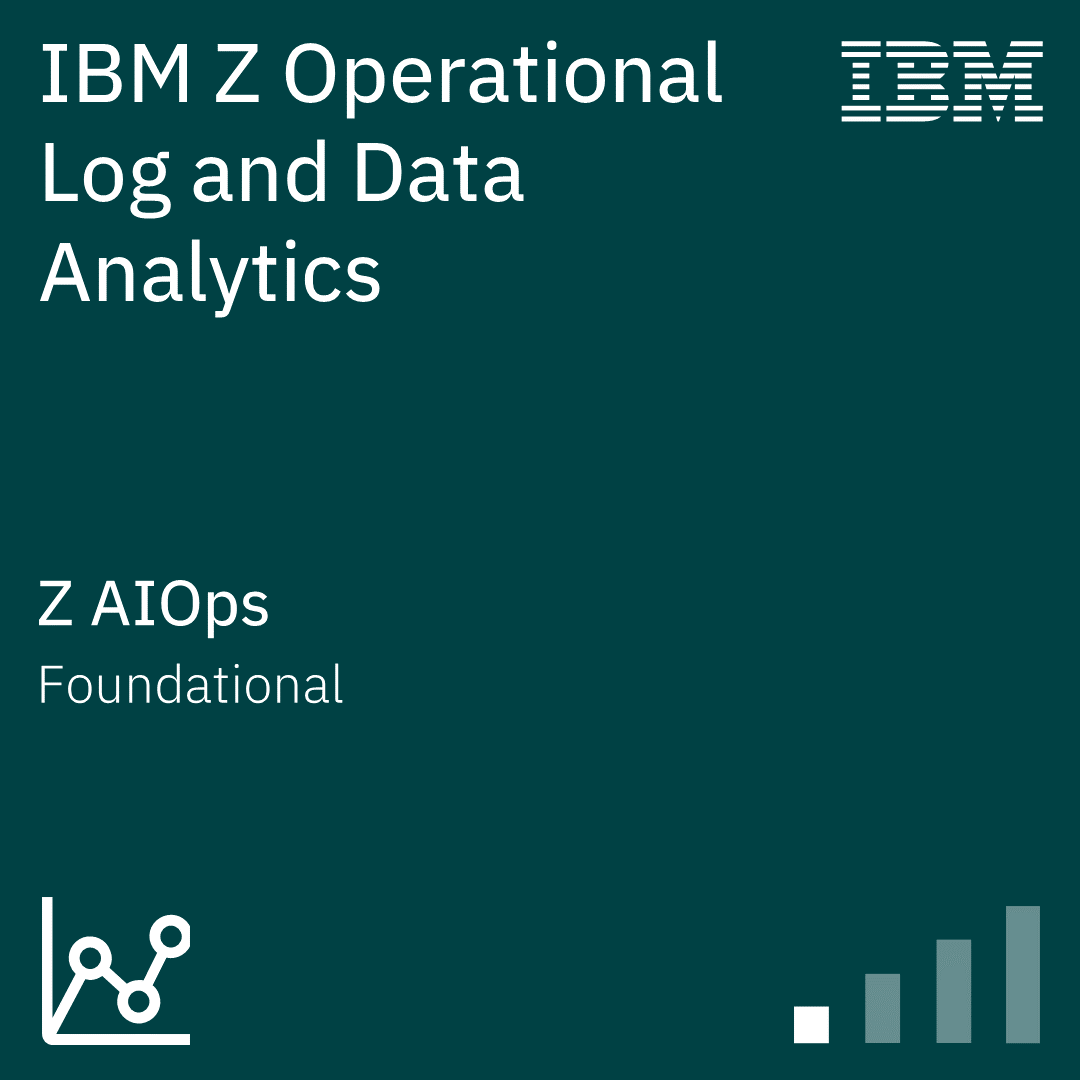 IBM Z Operational
Log and Data
Analytics
IBM
Z AIOps
Foundational